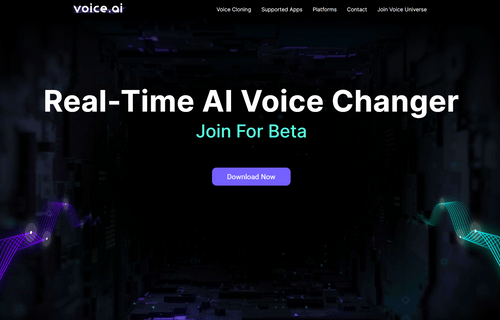 voice.ai
Voice Cloning Supported Apps Platforms Contact Join Voice Universe
Real-Time AI Voice Changer
Join For Beta
Download Now